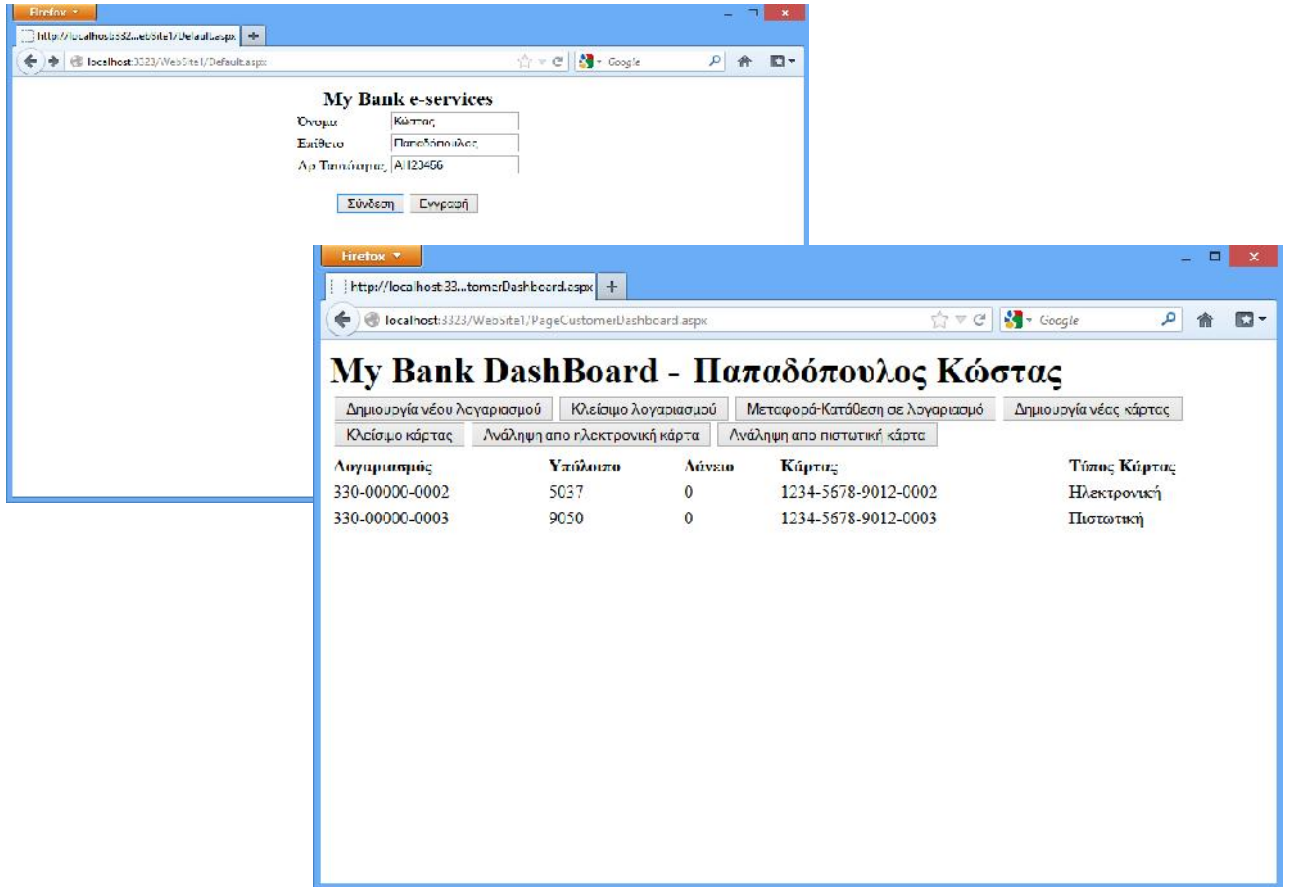 Firefox
http://localhost:332...ebSite1/Default.aspx
localhost:3323/WebSite1/Default.aspx
Google
My Bank e-services
Όνομα Κώστας
Επίθετο Παπαδόπουλος
Αρ Ταυτότητας ΑΗ23456
Σύνδεση Εγγραφή
Firefox
http://localhost:33...tomerDashboard.aspx
localhost:3323/WebSite1/PageCustomerDashboard.aspx
Google
My Bank DashBoard - Παπαδόπουλος Κώστας
Δημιουργία νέου λογαριασμού Κλείσιμο λογαριασμού Μεταφορά-Κατάθεση σε λογαριασμό Δημιουργία νέας κάρτας
Κλείσιμο κάρτας Ανάληψη απο ηλεκτρονική κάρτα Ανάληψη απο πιστωτική κάρτα
Λογαριασμός Υπόλοιπο Δάνειο Κάρτας Τύπος Κάρτας
330-00000-0002 5037 0 1234-5678-9012-0002 Ηλεκτρονική
330-00000-0003 9050 0 1234-5678-9012-0003 Πιστωτική